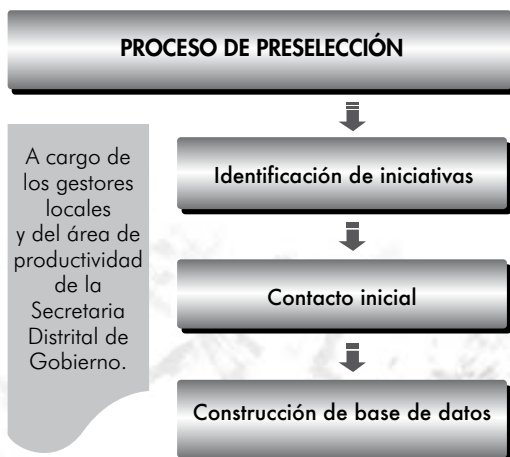 PROCESO DE PRESELECCIÓN
A cargo de
los gestores
locales
y del área de
productividad
de la
Secretaria
Distrital de
Gobierno.
Identificación de iniciativas
Contacto inicial
Construcción de base de datos